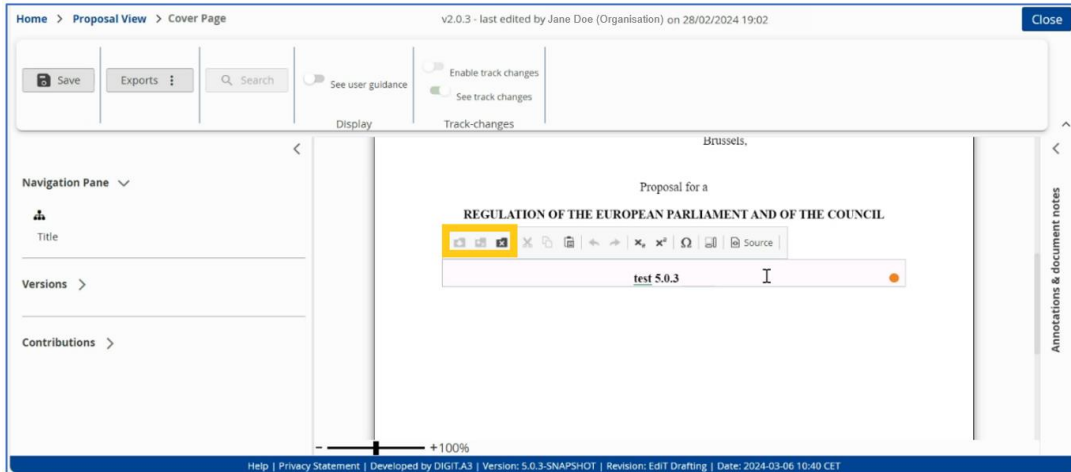 Home > Proposal View > Cover Page
v2.0.3 - last edited by Jane Doe (Organisation) on 28/02/2024 19:02
Close
Save
Exports
Search
See user guidance
Display
Enable track changes
See track changes
Track-changes
Navigation Pane
Title
Versions
Contributions
Brussels,
Proposal for a
REGULATION OF THE EUROPEAN PARLIAMENT AND OF THE COUNCIL
Source
test 5.0.3
Annotations & document notes
- +100%
Help | Privacy Statement | Developed by DIGIT.A3 | Version: 5.0.3-SNAPSHOT | Revision: EdiT Drafting | Date: 2024-03-06 10:40 CET